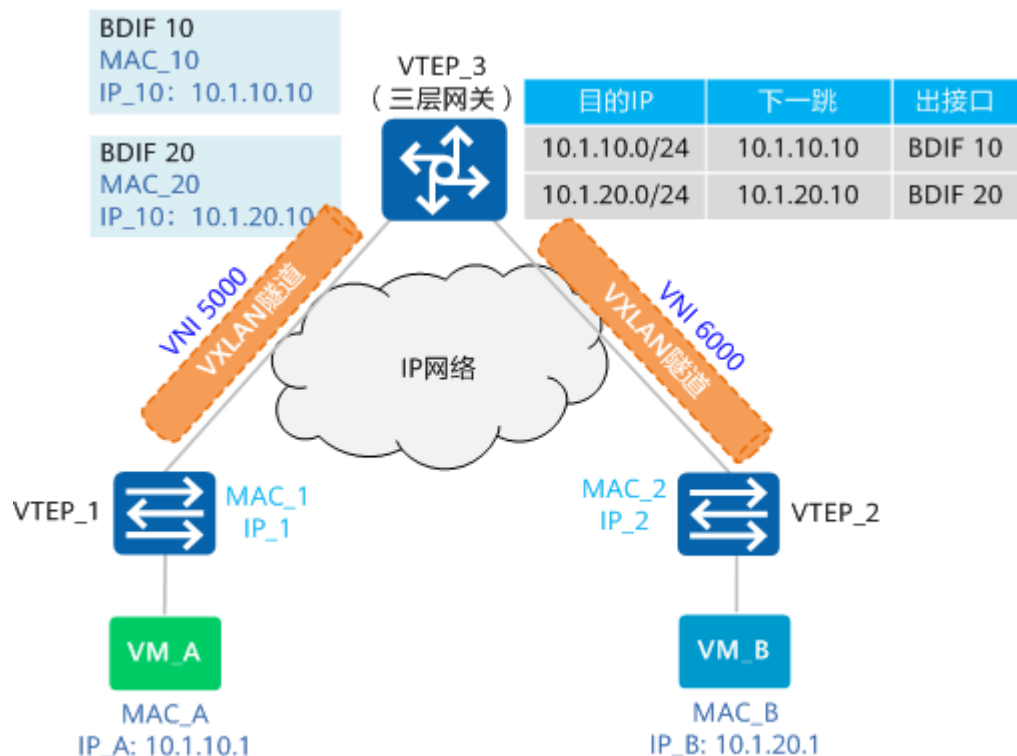 BDIF 10
MAC_10
IP_10：10.1.10.10
BDIF 20
MAC_20
IP_10：10.1.20.10
VTEP_3
（三层网关）
目的IP 下一跳 出接口
10.1.10.0/24 10.1.10.10 BDIF 10
10.1.20.0/24 10.1.20.10 BDIF 20
VNI 5000
VXLAN隧道
VNI 6000
VXLAN隧道
IP网络
VTEP_1
MAC_1
IP_1
MAC_2
IP_2
VTEP_2
VM_A
VM_B
MAC_A
IP_A: 10.1.10.1
MAC_B
IP_B: 10.1.20.1